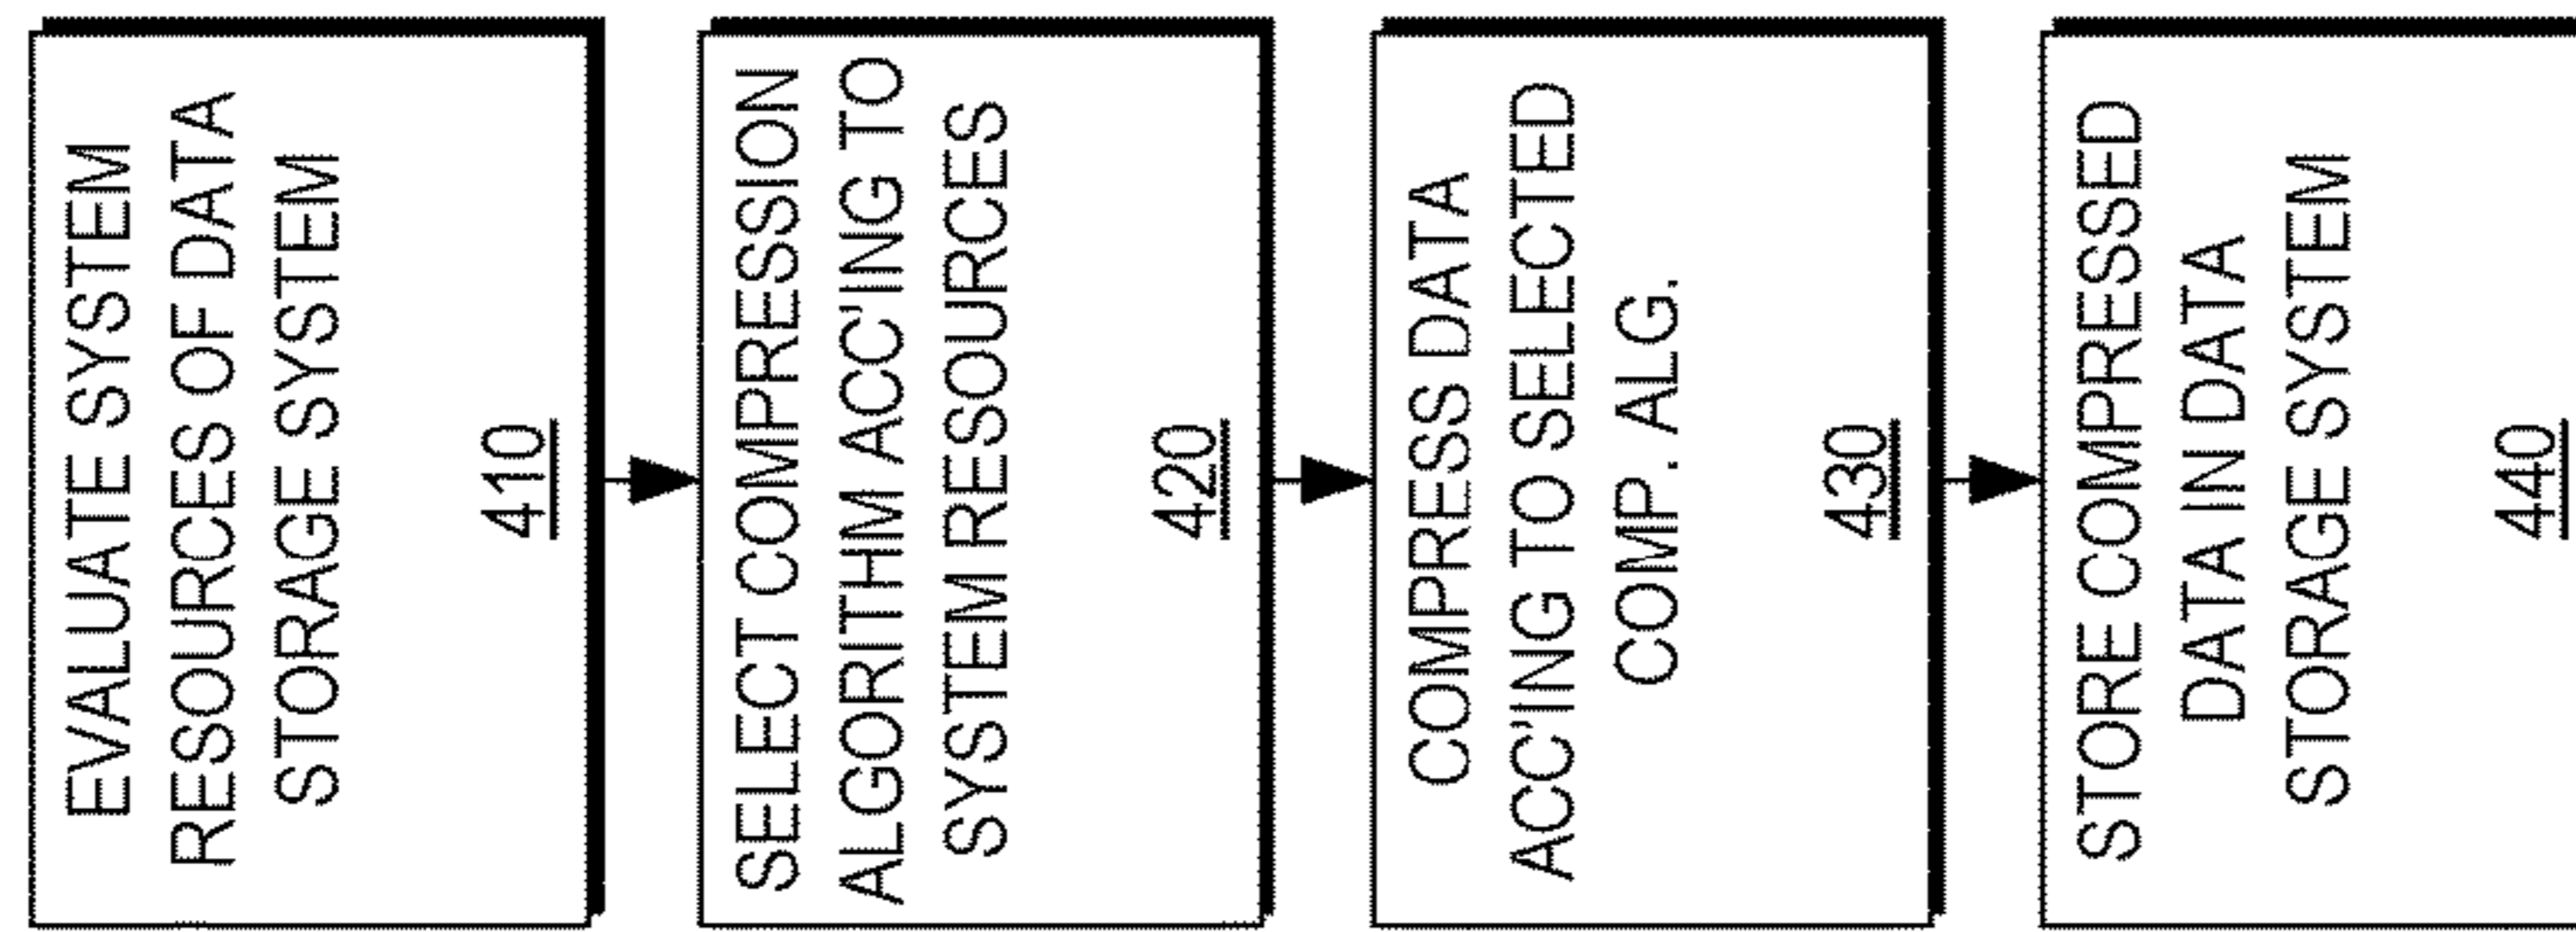 EVALUATE SYSTEM
RESOURCES OF DATA
STORAGE SYSTEM
410
SELECT COMPRESSION
ALGORITHM ACC'ING TO
SYSTEM RESOURCES
420
COMPRESS DATA
ACC'ING TO SELECTED
COMP. ALG.
430
STORE COMPRESSED
DATA IN DATA
STORAGE SYSTEM
440